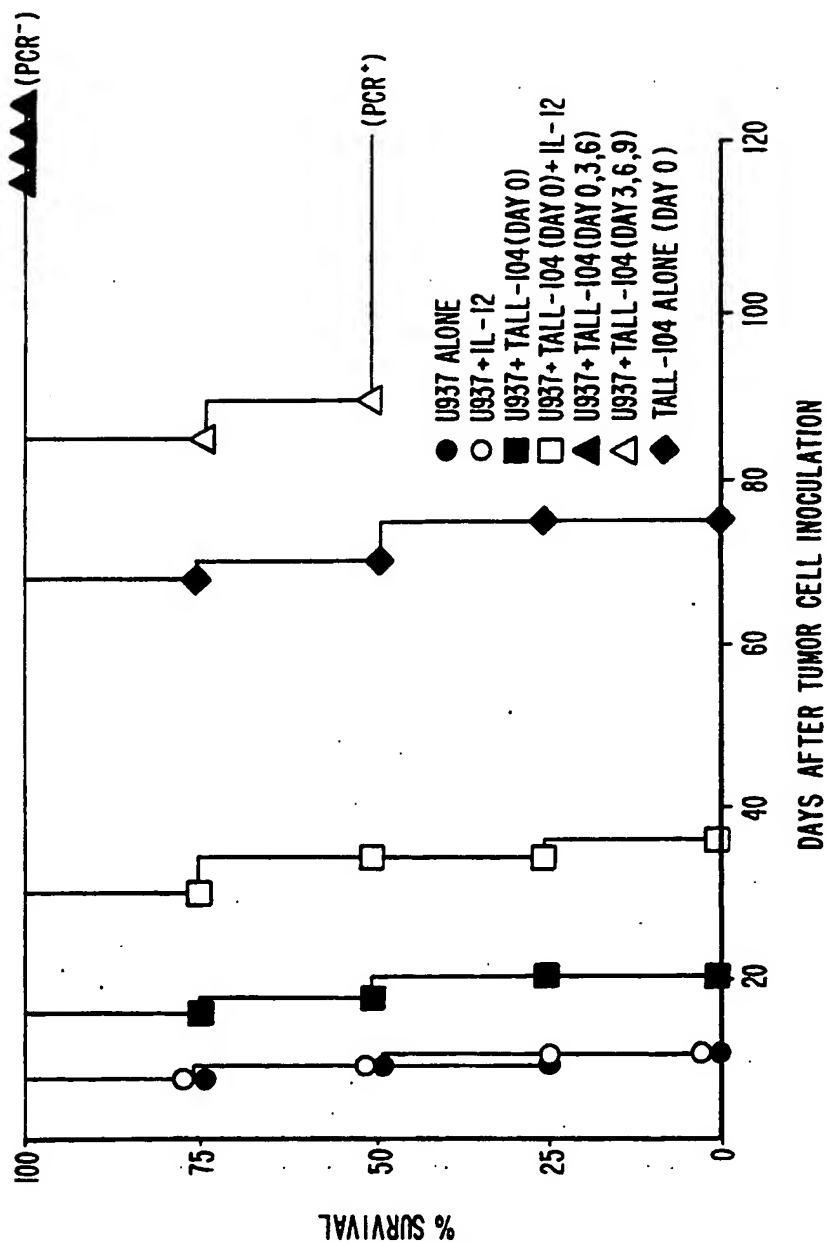 (PCR-)
(PCR+)
U937 ALONE
U937+IL-12
U937+TALL-104(DAY 0)
U937+TALL-104 (DAY 0)+IL-12
U937+TALL-104(DAY 0,3,6)
U937+TALL-104(DAY 3,6,9)
TALL-104 ALONE (DAY 0)
% SURVIVAL
100
75
50
25
0
20
40
60
80
100
120
DAYS AFTER TUMOR CELL INOCULATION